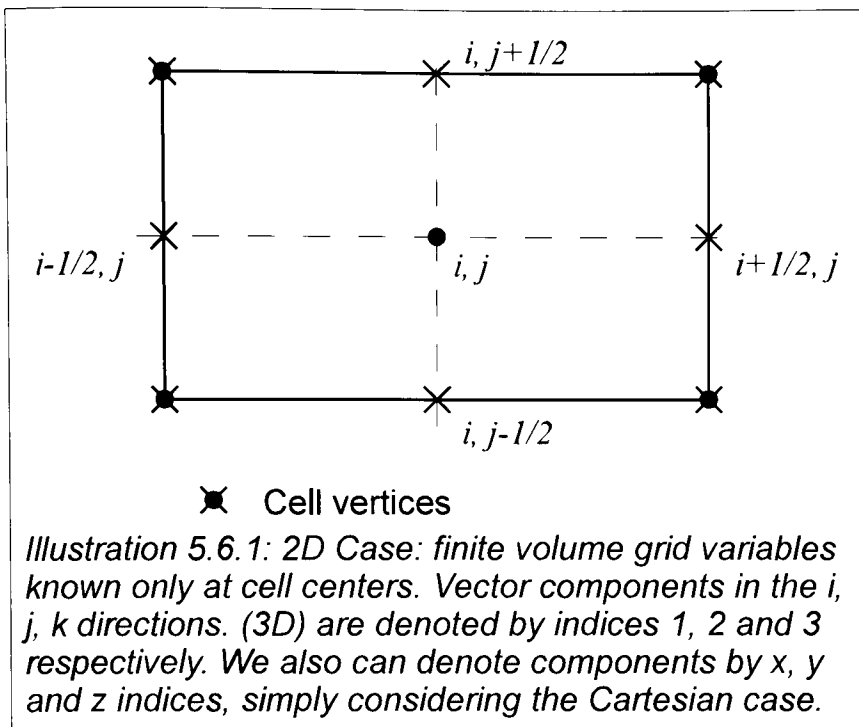 i, j+1/2
i-1/2, j
i, j
i+1/2, j
i, j-1/2
Cell vertices
Illustration 5.6.1: 2D Case: finite volume grid variables
known only at cell centers. Vector components in the i,
j, k directions. (3D) are denoted by indices 1, 2 and 3
respectively. We also can denote components by x, y
and z indices, simply considering the Cartesian case.